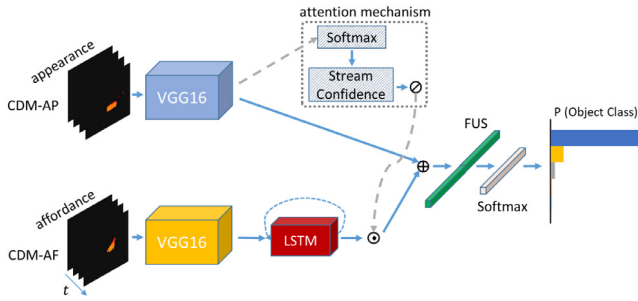 attention mechanism
Softmax
Stream
Confidence
appearance
CDM-AP
VGG16
P (Object Class)
FUS
Softmax
affordance
CDM-AF
VGG16
LSTM
t